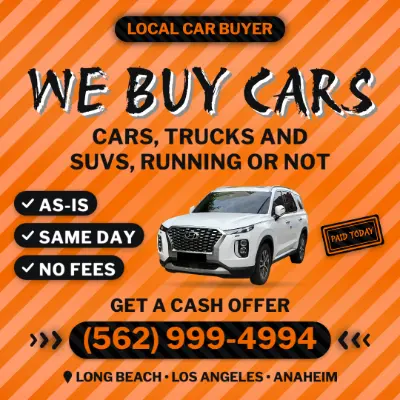 LOCAL CAR BUYER
WE BUY CARS
CARS, TRUCKS AND
SUVS, RUNNING OR NOT
AS-IS
SAME DAY
NO FEES
PAID TODAY
GET A CASH OFFER
(562) 999-4994
LONG BEACH • LOS ANGELES • ANAHEIM